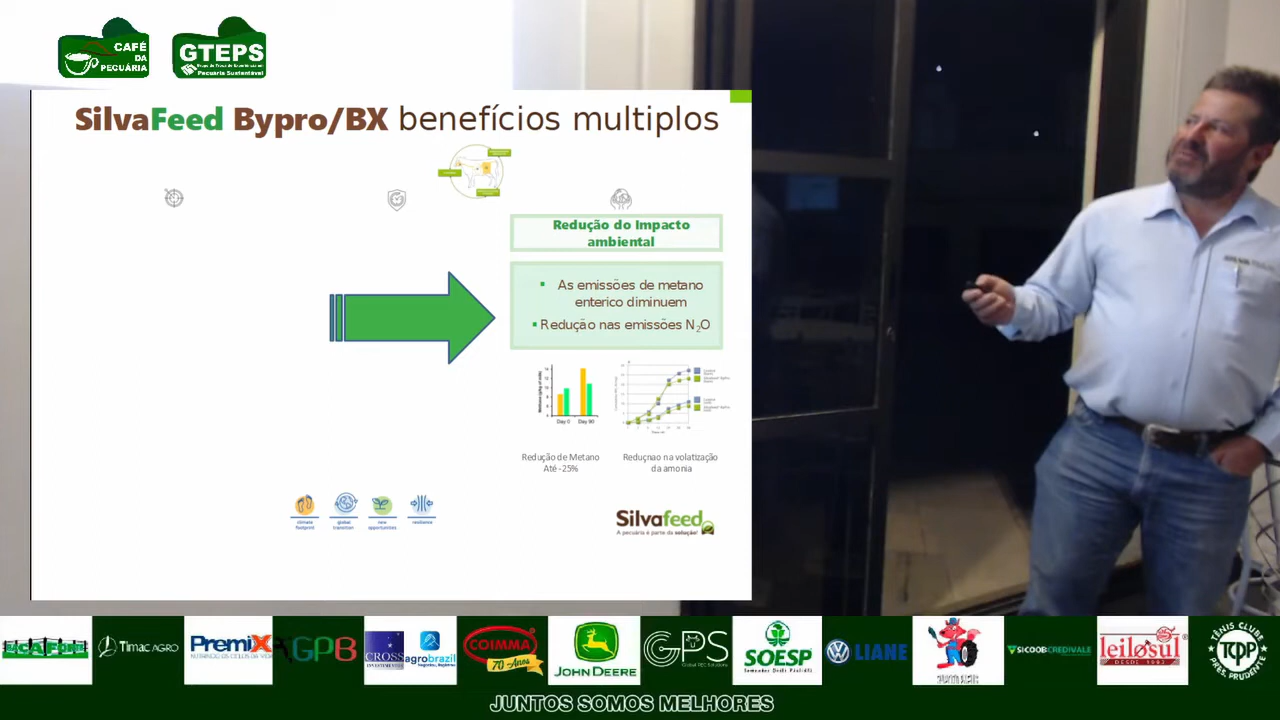 CAFÉ
DA
PECUÁRIA
GTEPS
Pecuária Sustentável
SilvaFeed Bypro/BX benefícios multiplos
Redução do Impacto
ambiental
As emissões de metano
enterico diminuem
Redução nas emissões N₂O
Day 0 Day 90
Redução de Metano
Até -25%
Reduçnao na volatização
da amonia
climate
footprint
global
transition
new
opportunities
resilience
Silvafeed
A pecuária é parte da solução!
TIMAC AGRO
PremiX
GPB
CROSS
INVESTIMENTOS
agrobrazil
COIMMA
70 Anos
JOHN DEERE
GPS
SOESP
LIANE
SICOOB CREDIVALE
leilosul
DESDE 1993
TÊNIS CLUBE
TCPP
PRES. PRUDENTE
JUNTOS SOMOS MELHORES